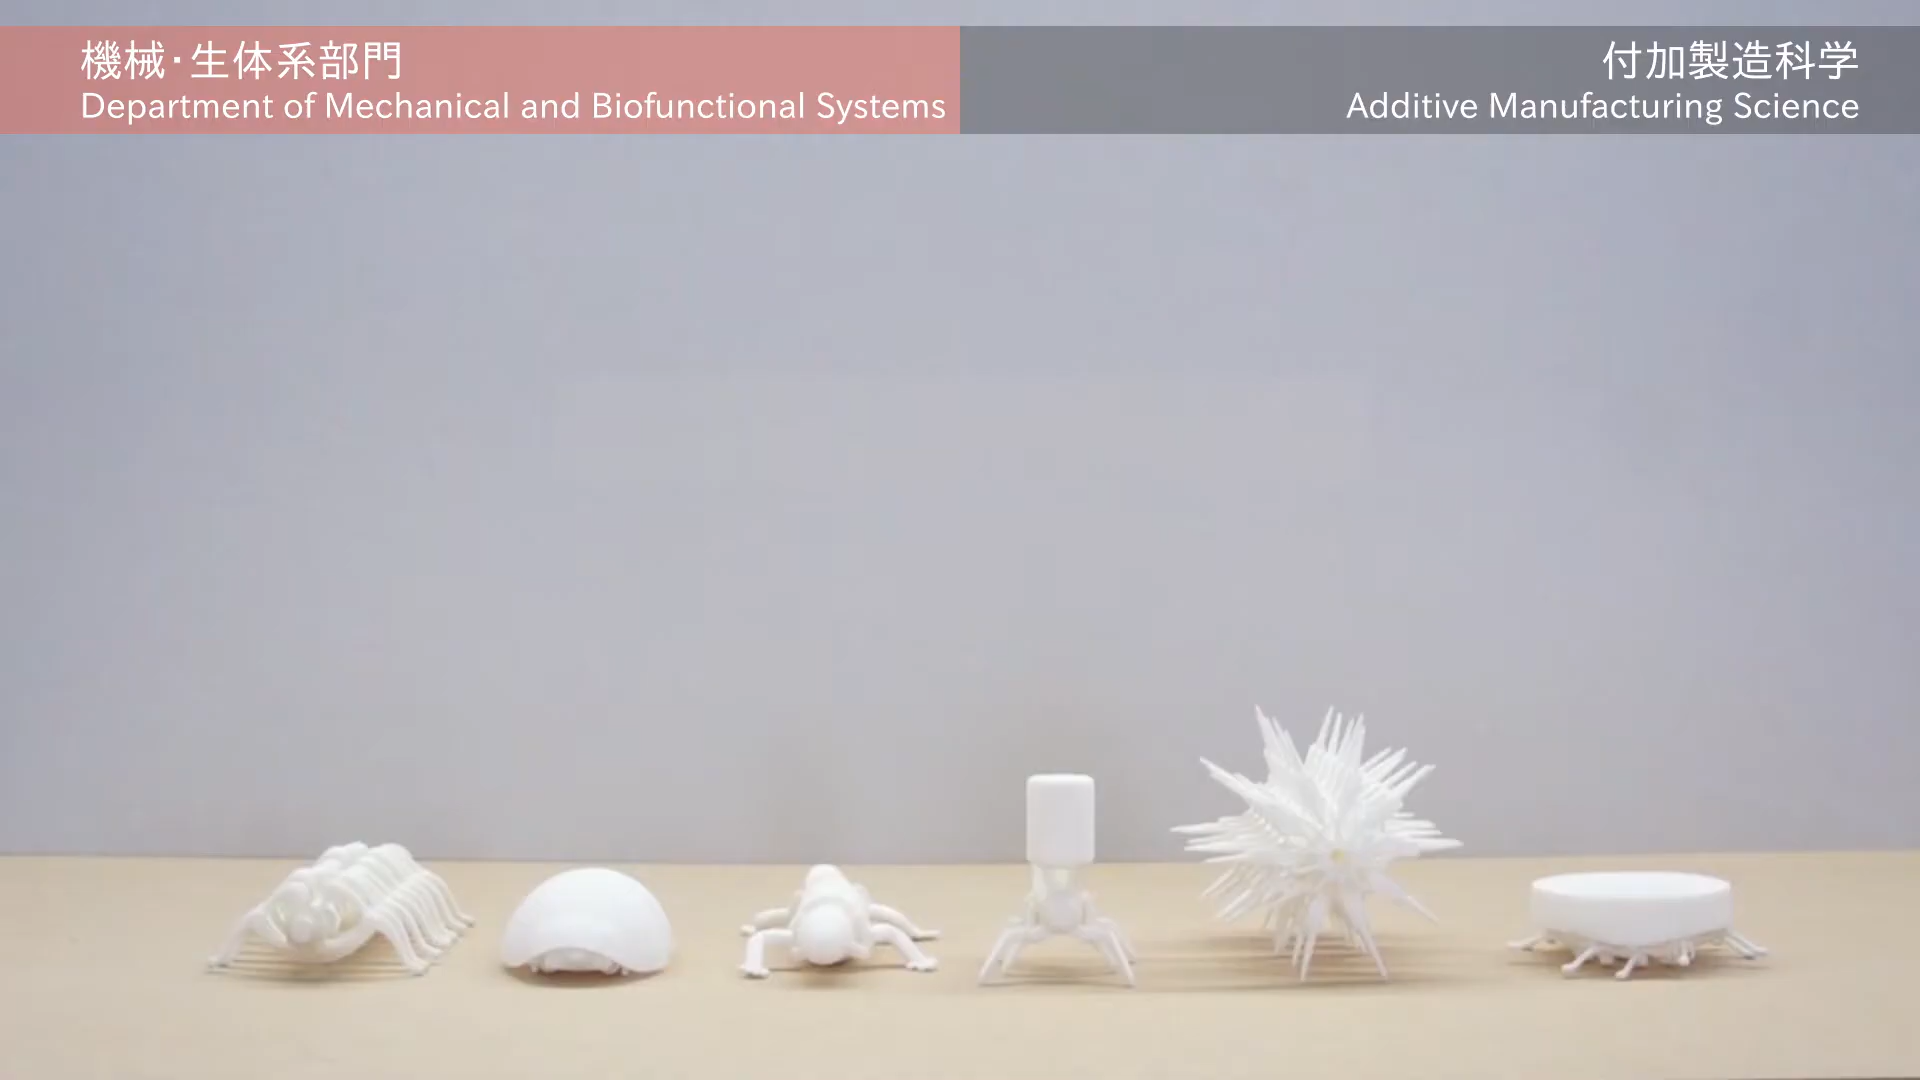 機械・生体系部門
Department of Mechanical and Biofunctional Systems
付加製造科学
Additive Manufacturing Science